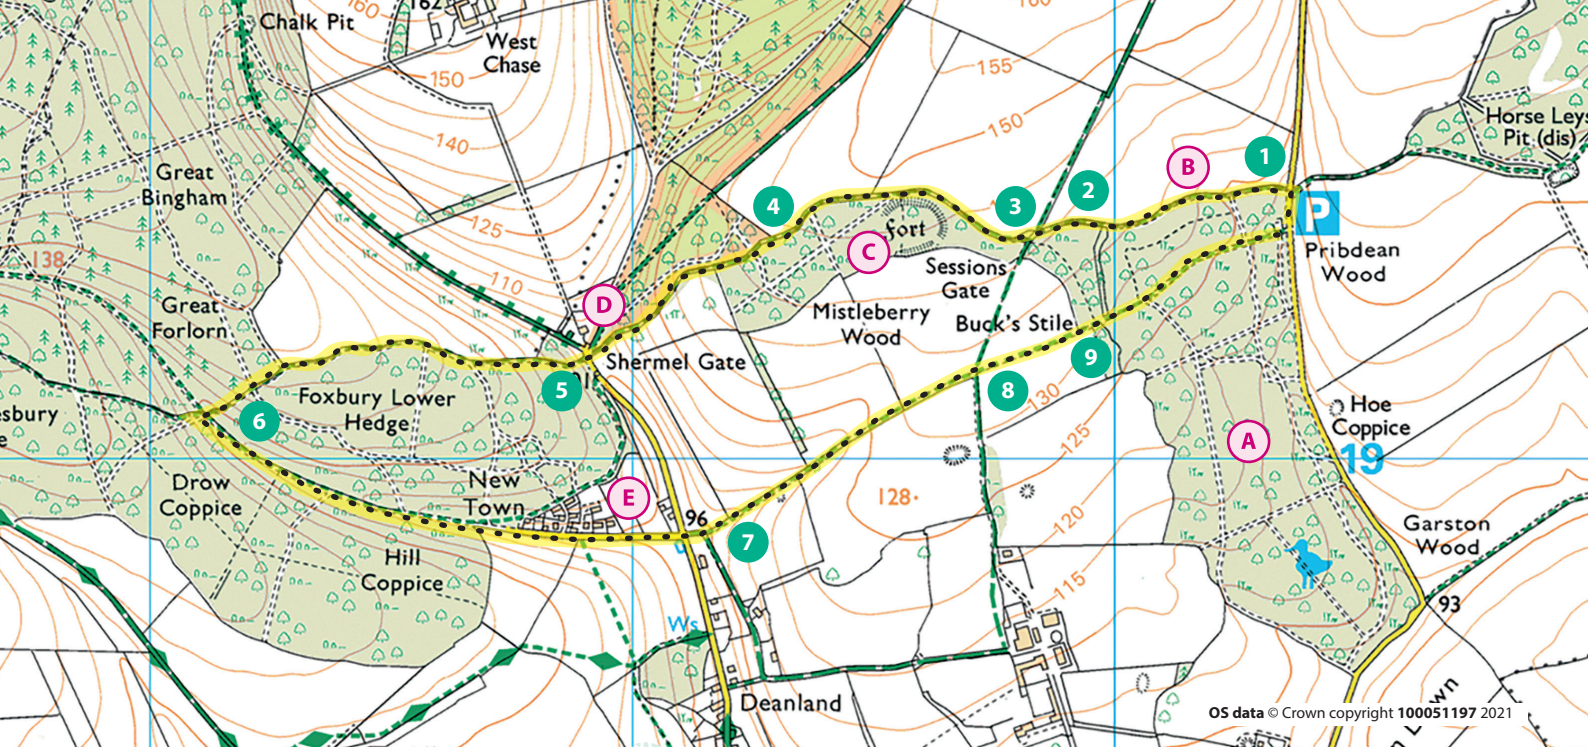 160
162
160
Chalk Pit
West
Chase
150
155
150
140
Horse Leys
Pit (dis)
Great
Bingham
B
1
2
3
4
P
125
Fort
C
138
110
Sessions
Gate
Pribdean
Wood
Great
Forlorn
D
Mistleberry
Wood
Buck's Stile
Shermel Gate
9
5
8
130
Foxbury Lower
Hedge
Hoe
Coppice
esbury
e
6
125
A
19
Drow
Coppice
New
Town
E
128
96
120
Garston
Wood
7
Hill
Coppice
115
93
Ws
Deanland
OS data © Crown copyright 100051197 2021